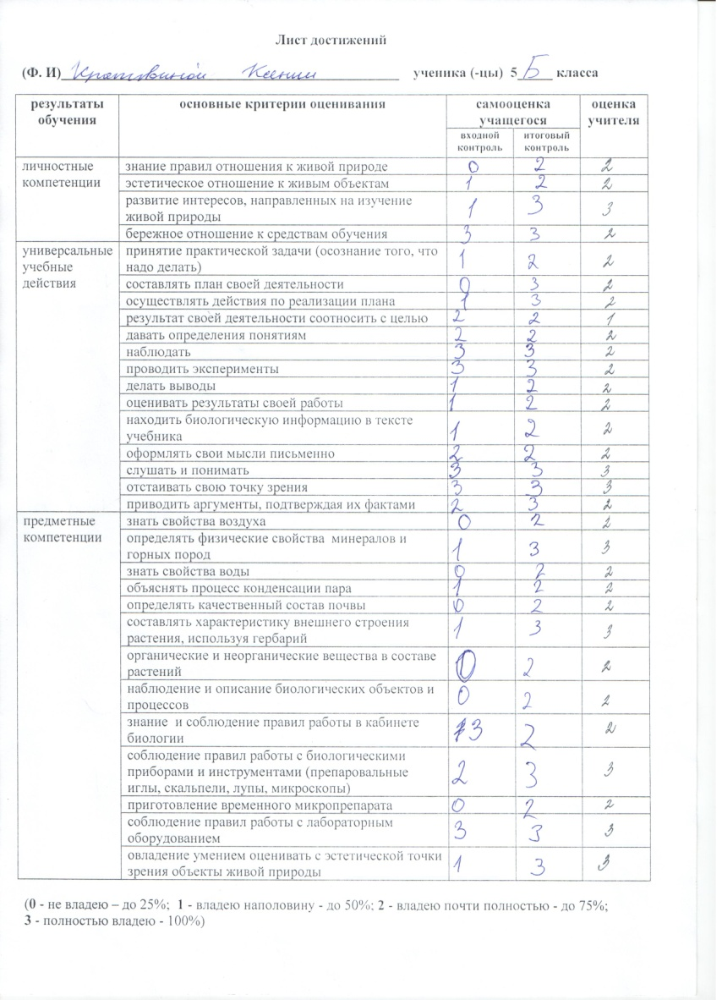 Лист достижений
(Ф. И) Кратовиной Ксении ученика (-цы) 5 Б класса
результаты обучения основные критерии оценивания самооценка учащегося оценка учителя
входной контроль итоговый контроль
личностные компетенции
знание правил отношения к живой природе 0 2 2
эстетическое отношение к живым объектам 1 2 2
развитие интересов, направленных на изучение
живой природы 1 3 3
бережное отношение к средствам обучения 3 3 2
универсальные учебные действия
принятие практической задачи (осознание того, что
надо делать) 1 2 2
составлять план своей деятельности 0 3 2
осуществлять действия по реализации плана 1 3 2
результат своей деятельности соотносить с целью 2 2 1
давать определения понятиям 2 2 2
наблюдать 3 3 2
проводить эксперименты 3 3 2
делать выводы 1 2 2
оценивать результаты своей работы 1 2 2
находить биологическую информацию в тексте
учебника 1 2 2
оформлять свои мысли письменно 2 2 2
слушать и понимать 3 3 3
отстаивать свою точку зрения 3 3 3
приводить аргументы, подтверждая их фактами 2 3 2
предметные компетенции
знать свойства воздуха 0 2 2
определять физические свойства минералов и
горных пород 1 3 3
знать свойства воды 0 2 2
объяснять процесс конденсации пара 1 2 2
определять качественный состав почвы 0 2 2
составлять характеристику внешнего строения
растения, используя гербарий 1 3 3
органические и неорганические вещества в составе
растений 0 2 2
наблюдение и описание биологических объектов и
процессов 0 2 2
знание и соблюдение правил работы в кабинете
биологии 3 2 2
соблюдение правил работы с биологическими
приборами и инструментами (препаровальные
иглы, скальпели, лупы, микроскопы) 2 3 3
приготовление временного микропрепарата 0 2 2
соблюдение правил работы с лабораторным
оборудованием 3 3 3
овладение умением оценивать с эстетической точки
зрения объекты живой природы 1 3 3
(0 - не владею – до 25%; 1 - владею наполовину - до 50%; 2 - владею почти полностью - до 75%;
3 - полностью владею - 100%)